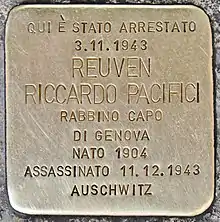 QUI È STATO ARRESTATO
3.11.1943
REUVEN
RICCARDO PACIFICI
RABBINO CAPO
DI GENOVA
NATO 1904
ASSASSINATO 11.12.1943
AUSCHWITZ